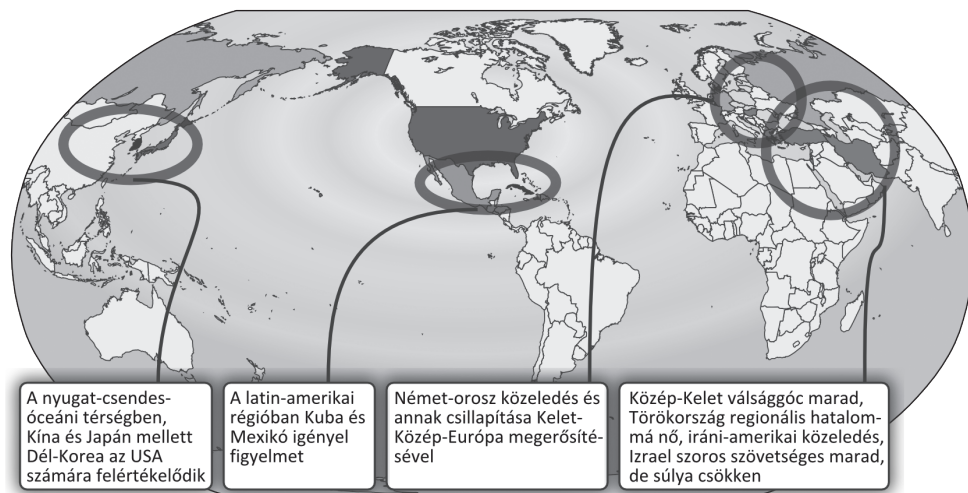 A nyugat-csendes-
óceáni térségben,
Kína és Japán mellett
Dél-Korea az USA
számára felértékelődik
A latin-amerikai
régióban Kuba és
Mexikó igényel
figyelmet
Német-orosz közeledés és
annak csillapítása Kelet-
Közép-Európa megerősíté-
sével
Közép-Kelet válsággóc marad,
Törökország regionális hatalom-
má nő, iráni-amerikai közeledés,
Izrael szoros szövetséges marad,
de súlya csökken